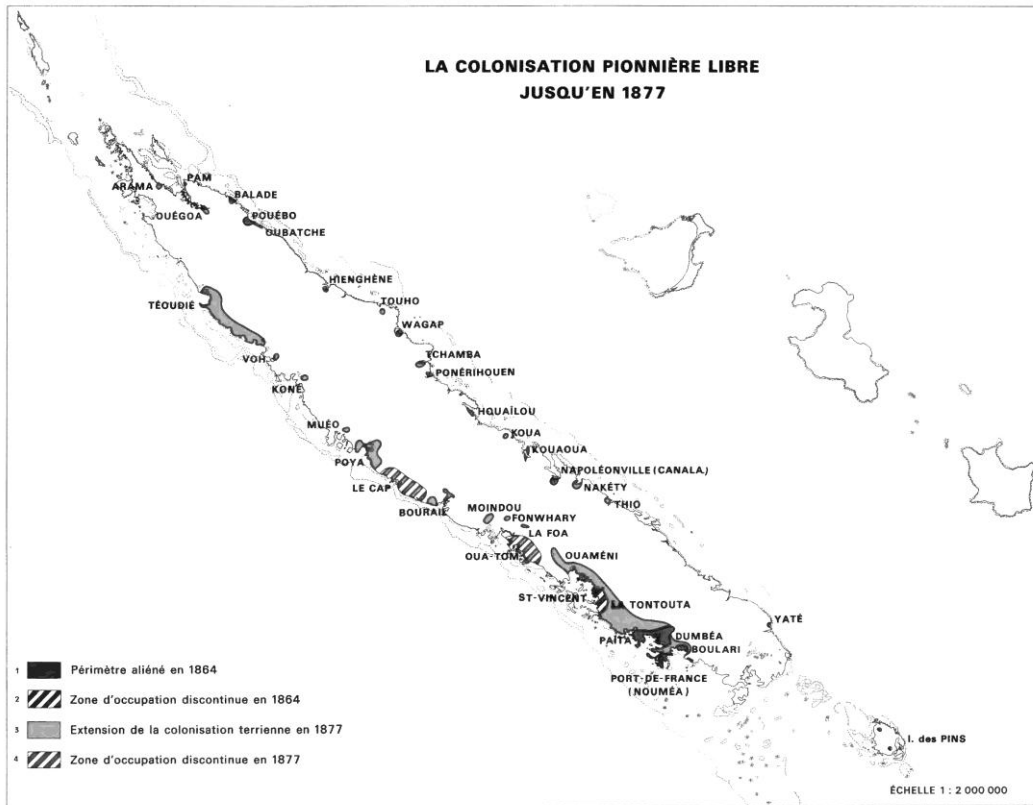 LA COLONISATION PIONNIÈRE LIBRE
JUSQU'EN 1877
ARAMA
PAM
BALADE
OUÉGOA
POUÉBO
OUBATCHE
HIENGHÈNE
TÉOUDIÉ
TOUHO
WAGAP
VOH
TCHAMBA
PONÉRIHOUEN
KONÉ
HOUAÏLOU
MUÉO
KOUA
POYA
KOUAOUA
NAPOLÉONVILLE (CANALA)
LE CAP
NAKÉTY
BOURAIL
MOINDOU
THIO
FONWHARY
LA FOA
OUA-TOM
OUAMÉNI
ST-VINCENT
LA TONTOUTA
YATÉ
PAÏTA
DUMBÉA
BOULARI
PORT-DE-FRANCE
(NOUMÉA)
I. des PINS
1 Périmètre aliéné en 1864
2 Zone d'occupation discontinue en 1864
3 Extension de la colonisation terrienne en 1877
4 Zone d'occupation discontinue en 1877
ÉCHELLE 1 : 2 000 000